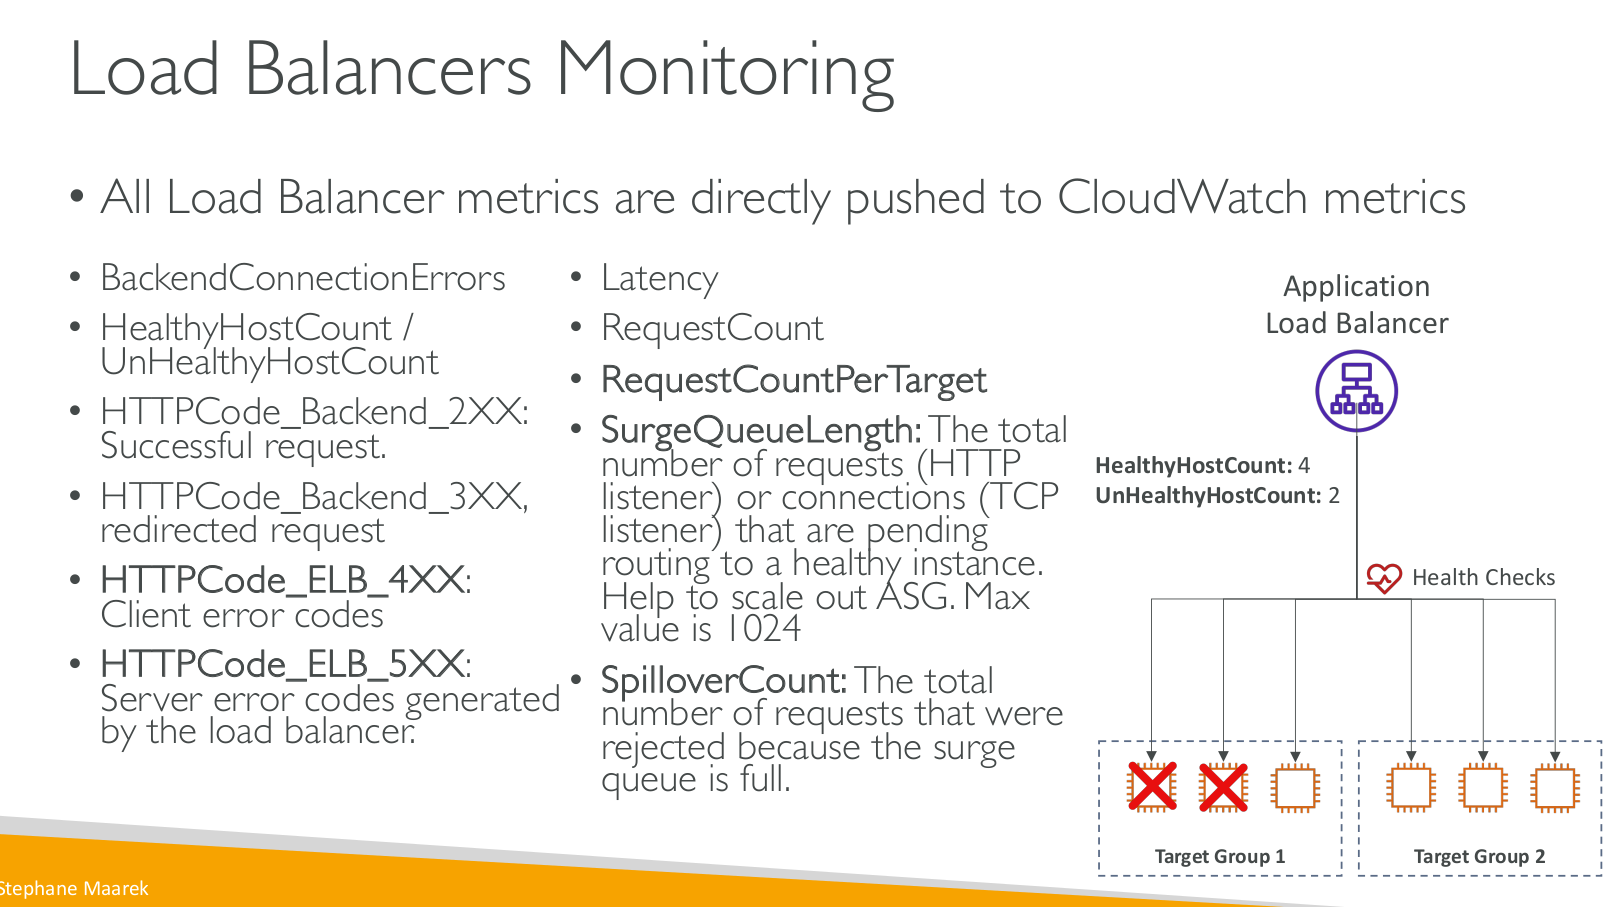 Load Balancers Monitoring
• All Load Balancer metrics are directly pushed to CloudWatch metrics
• BackendConnectionErrors
• HealthyHostCount /
UnHealthyHostCount
• HTTPCode_Backend_2XX:
Successful request.
• HTTPCode_Backend_3XX,
redirected request
• HTTPCode_ELB_4XX:
Client error codes
• HTTPCode_ELB_5XX:
Server error codes generated
by the load balancer.
• Latency
• RequestCount
• RequestCountPerTarget
• SurgeQueueLength: The total
number of requests (HTTP
listener) or connections (TCP
listener) that are pending
routing to a healthy instance.
Help to scale out ASG. Max
value is 1024
• SpilloverCount: The total
number of requests that were
rejected because the surge
queue is full.
Application
Load Balancer
HealthyHostCount: 4
UnHealthyHostCount: 2
Health Checks
Target Group 1
Target Group 2
Stephane Maarek